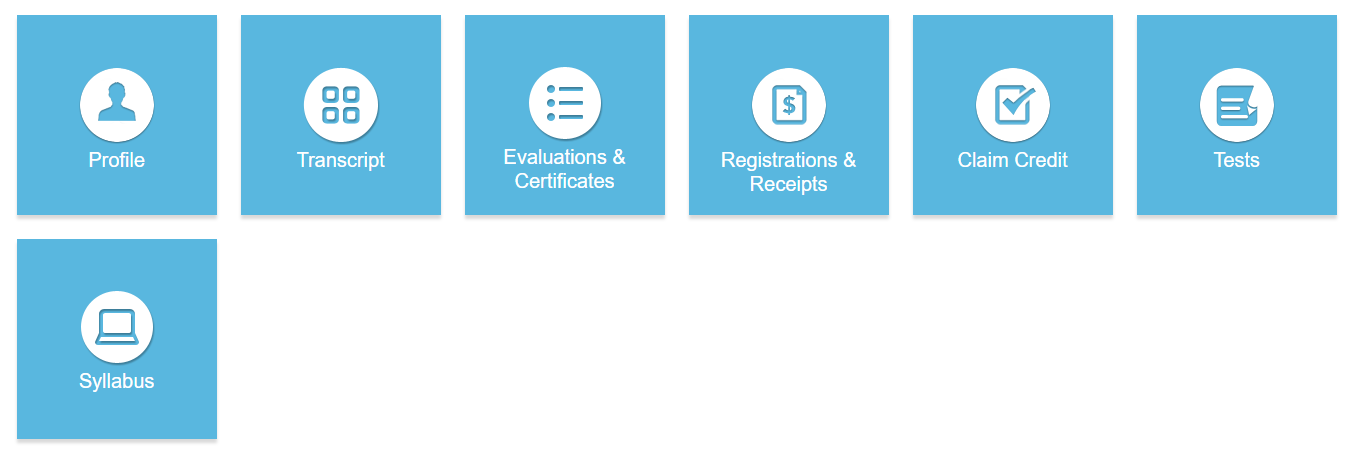 Profile
Transcript
Evaluations &
Certificates
Registrations &
Receipts
Claim Credit
Tests
Syllabus